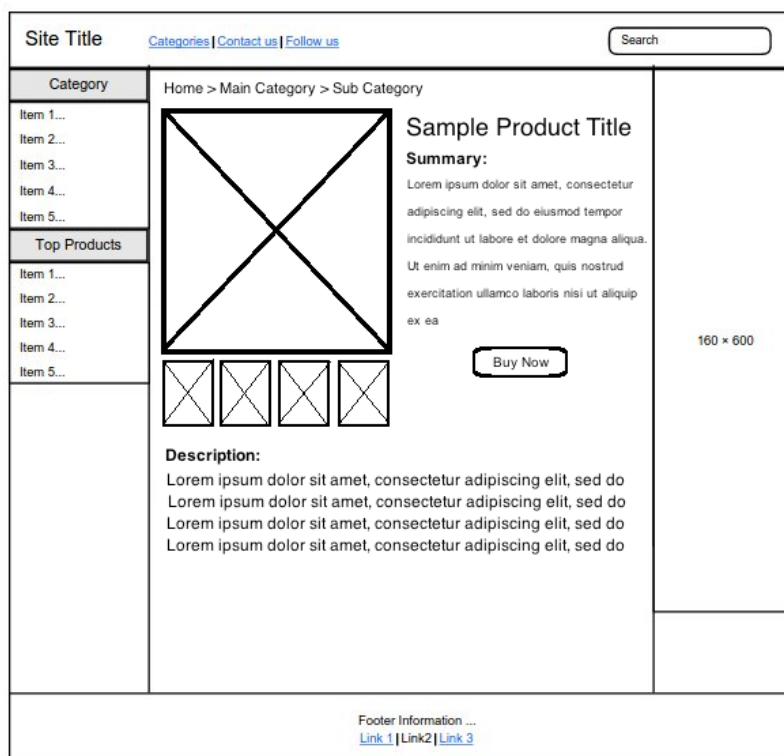 Site Title
Categories | Contact us | Follow us
Search
Category
Item 1...
Item 2...
Item 3...
Item 4...
Item 5...
Top Products
Item 1...
Item 2...
Item 3...
Item 4...
Item 5...
Home > Main Category > Sub Category
Sample Product Title
Summary:
Lorem ipsum dolor sit amet, consectetur
adipiscing elit, sed do eiusmod tempor
incididunt ut labore et dolore magna aliqua.
Ut enim ad minim veniam, quis nostrud
exercitation ullamco laboris nisi ut aliquip
ex ea
Buy Now
Description:
Lorem ipsum dolor sit amet, consectetur adipiscing elit, sed do
Lorem ipsum dolor sit amet, consectetur adipiscing elit, sed do
Lorem ipsum dolor sit amet, consectetur adipiscing elit, sed do
Lorem ipsum dolor sit amet, consectetur adipiscing elit, sed do
160 × 600
Footer Information ...
Link 1 | Link2 | Link 3